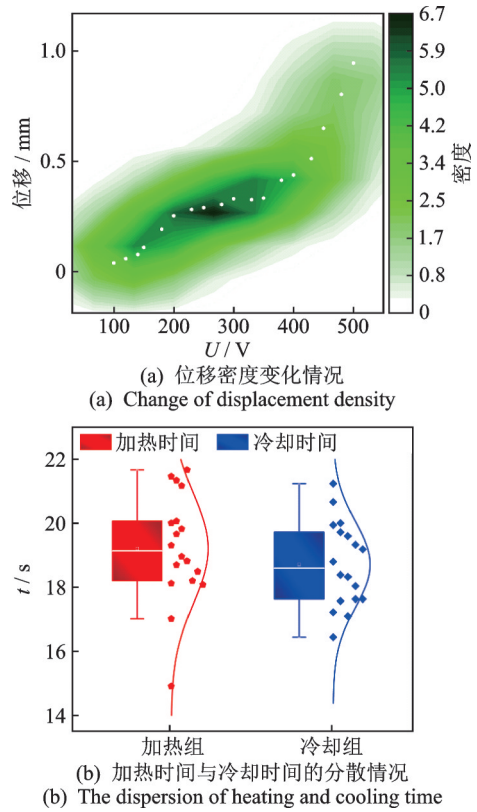 1.0
0.5
0
位移 / mm
100 200 300 400 500
U / V
6.7
5.9
5.0
4.2
3.4
2.5
1.7
0.8
0
密度
(a) 位移密度变化情况
(a) Change of displacement density
加热时间 冷却时间
22
20
18
16
14
t / s
加热组 冷却组
(b) 加热时间与冷却时间的分散情况
(b) The dispersion of heating and cooling time